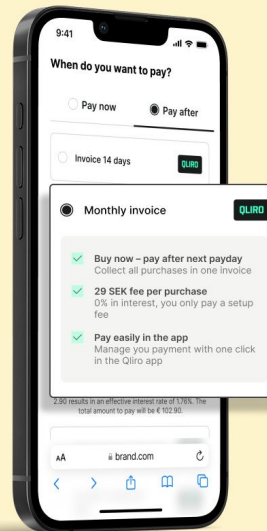 9:41
When do you want to pay?
Pay now
Pay after
Invoice 14 days
QLIRO
Monthly invoice
QLIRO
Buy now – pay after next payday
Collect all purchases in one invoice
29 SEK fee per purchase
0% in interest, you only pay a setup
fee
Pay easily in the app
Manage you payment with one click
in the Qliro app
2.90 results in an effective interest rate of 1.76%. The
total amount to pay will be € 102.90.
AA
brand.com